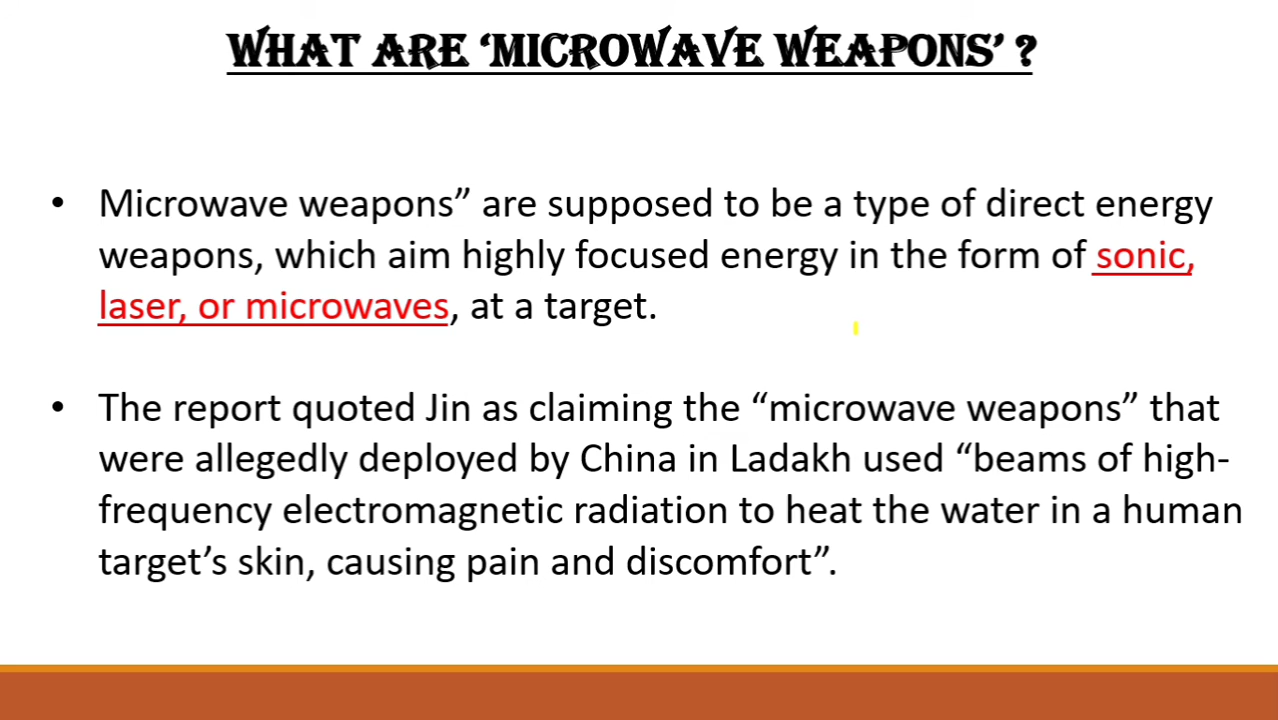 WHAT ARE ‘MICROWAVE WEAPONS’ ?
• Microwave weapons” are supposed to be a type of direct energy
weapons, which aim highly focused energy in the form of sonic,
laser, or microwaves, at a target.
• The report quoted Jin as claiming the “microwave weapons” that
were allegedly deployed by China in Ladakh used “beams of high-
frequency electromagnetic radiation to heat the water in a human
target’s skin, causing pain and discomfort”.